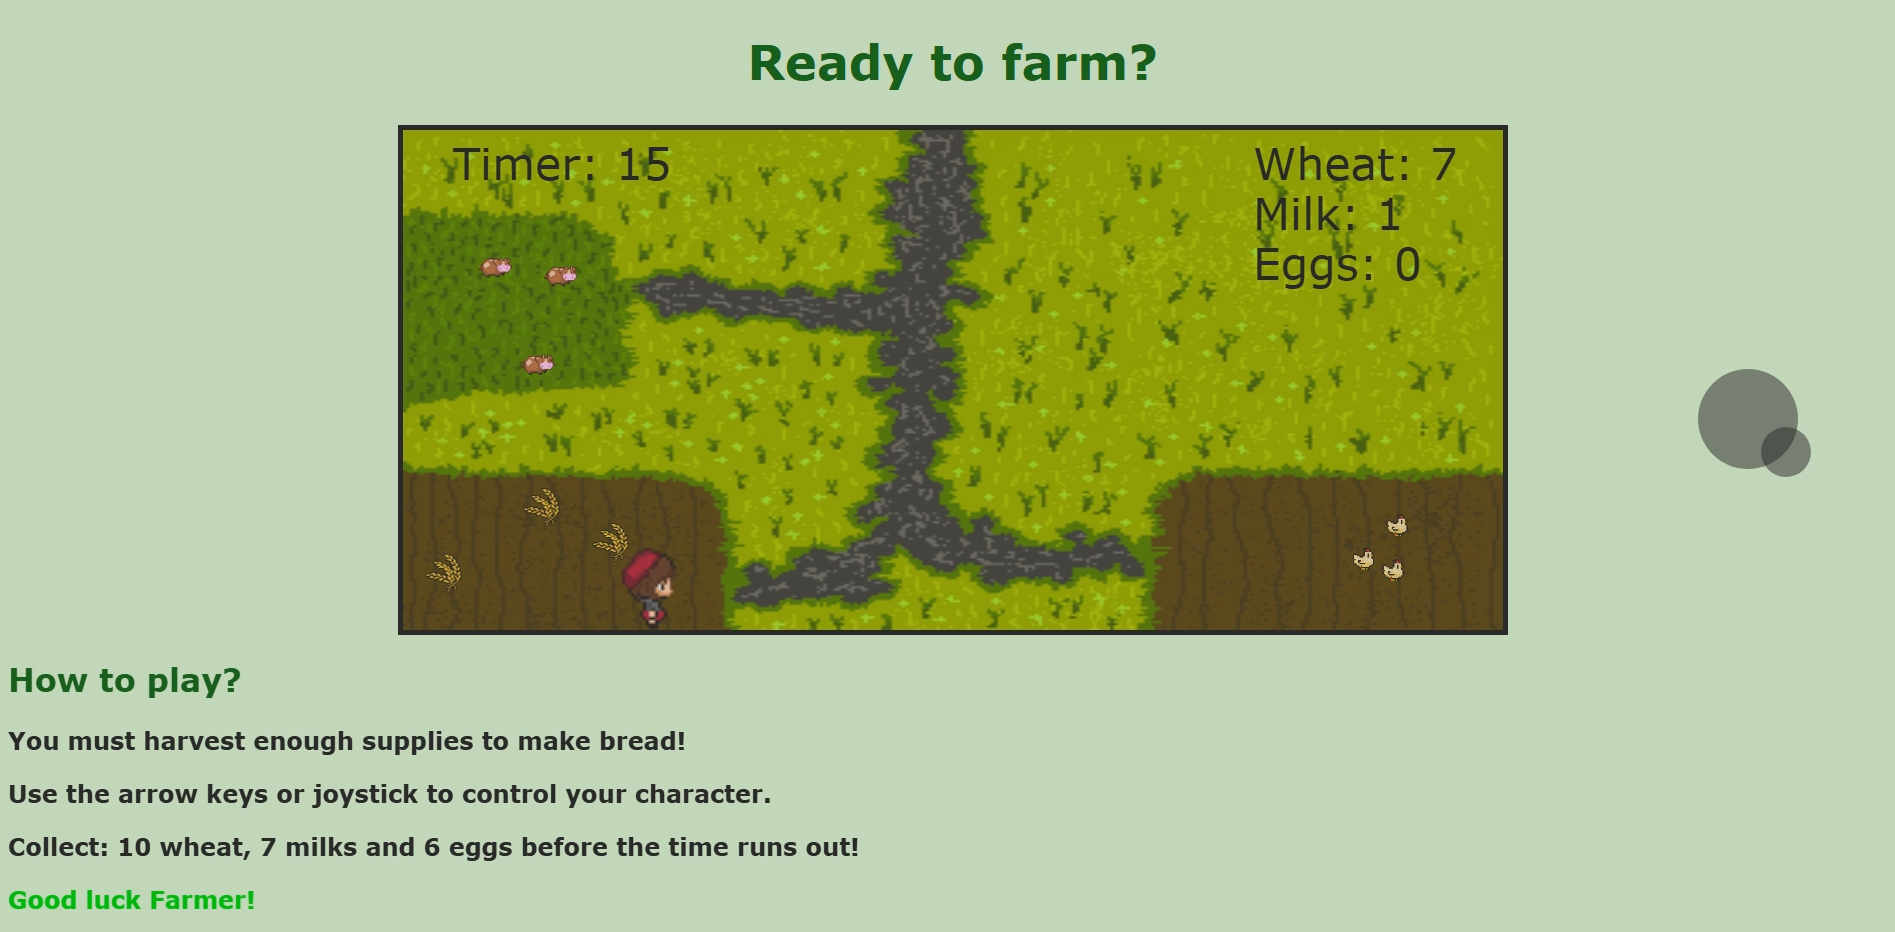 Ready to farm?
Timer: 15
Wheat: 7
Milk: 1
Eggs: 0
How to play?
You must harvest enough supplies to make bread!
Use the arrow keys or joystick to control your character.
Collect: 10 wheat, 7 milks and 6 eggs before the time runs out!
Good luck Farmer!